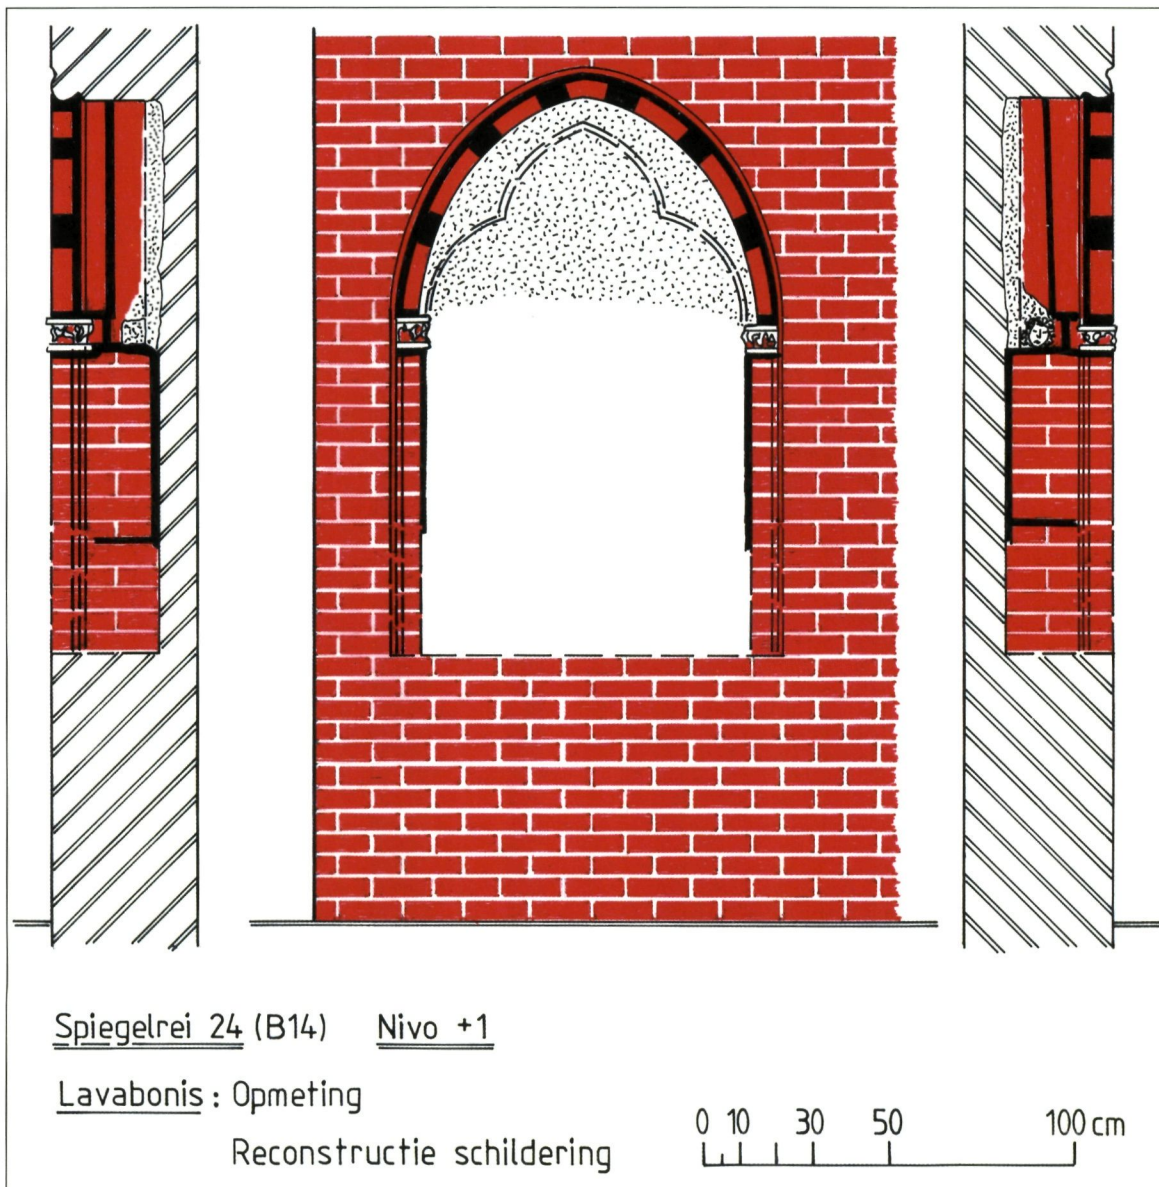 Spiegelrei 24 (B14) Nivo +1
Lavabonis : Opmeting
Reconstructie schildering
0 10 30 50 100 cm